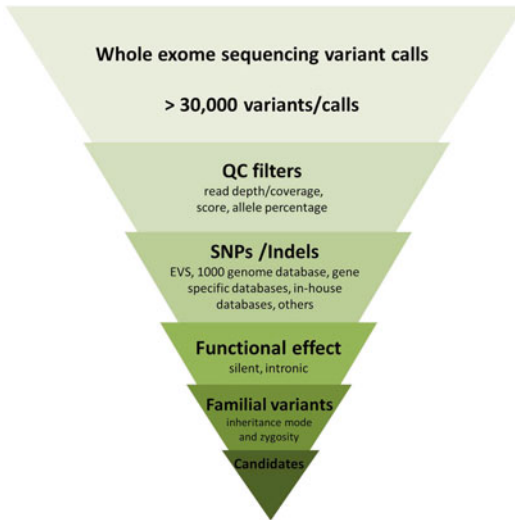 Whole exome sequencing variant calls
> 30,000 variants/calls
QC filters
read depth/coverage,
score, allele percentage
SNPs /Indels
EVS, 1000 genome database, gene
specific databases, in-house
databases, others
Functional effect
silent, intronic
Familial variants
inheritance mode
and zygosity
Candidates